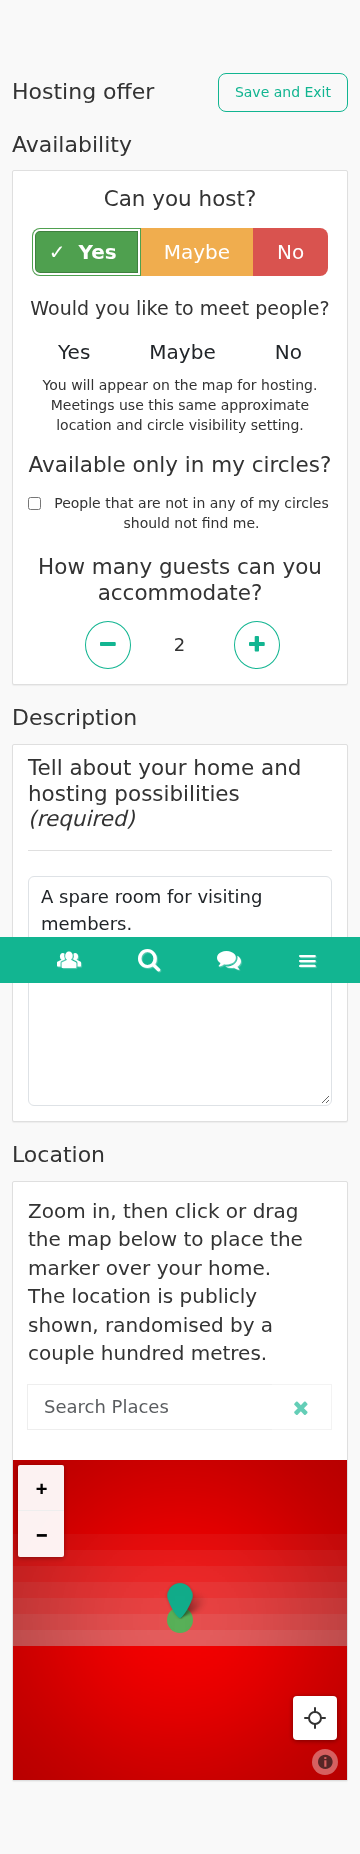 Hosting offer
Save and Exit
Availability
Can you host?
✓ Yes
Maybe
No
Would you like to meet people?
Yes
Maybe
No
You will appear on the map for hosting.
Meetings use this same approximate
location and circle visibility setting.
Available only in my circles?
People that are not in any of my circles
should not find me.
How many guests can you
accommodate?
2
Description
Tell about your home and
hosting possibilities
(required)
A spare room for visiting
members.
Location
Zoom in, then click or drag
the map below to place the
marker over your home.
The location is publicly
shown, randomised by a
couple hundred metres.
Search Places
+
−